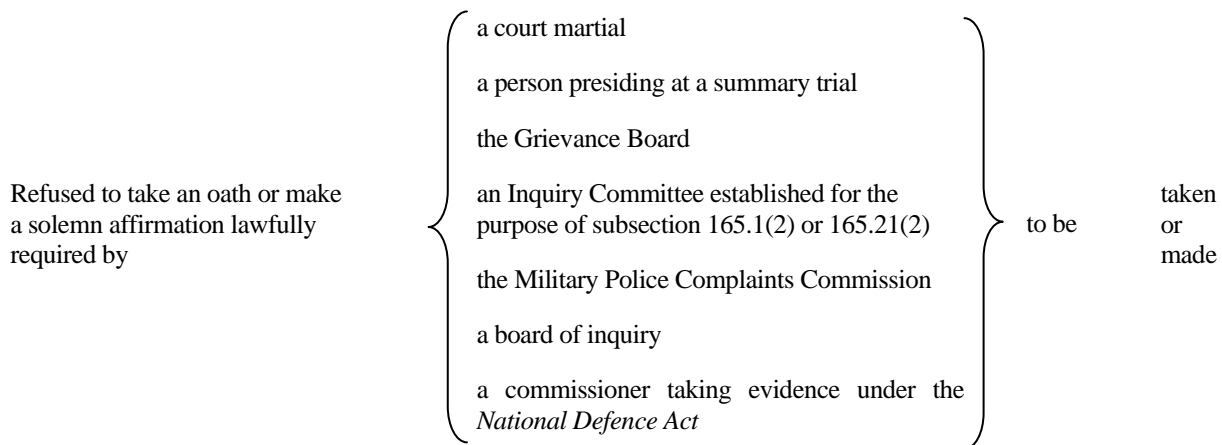 Refused to take an oath or make
a solemn affirmation lawfully
required by
a court martial
a person presiding at a summary trial
the Grievance Board
an Inquiry Committee established for the
purpose of subsection 165.1(2) or 165.21(2)
the Military Police Complaints Commission
a board of inquiry
a commissioner taking evidence under the
National Defence Act
to be
taken
or
made